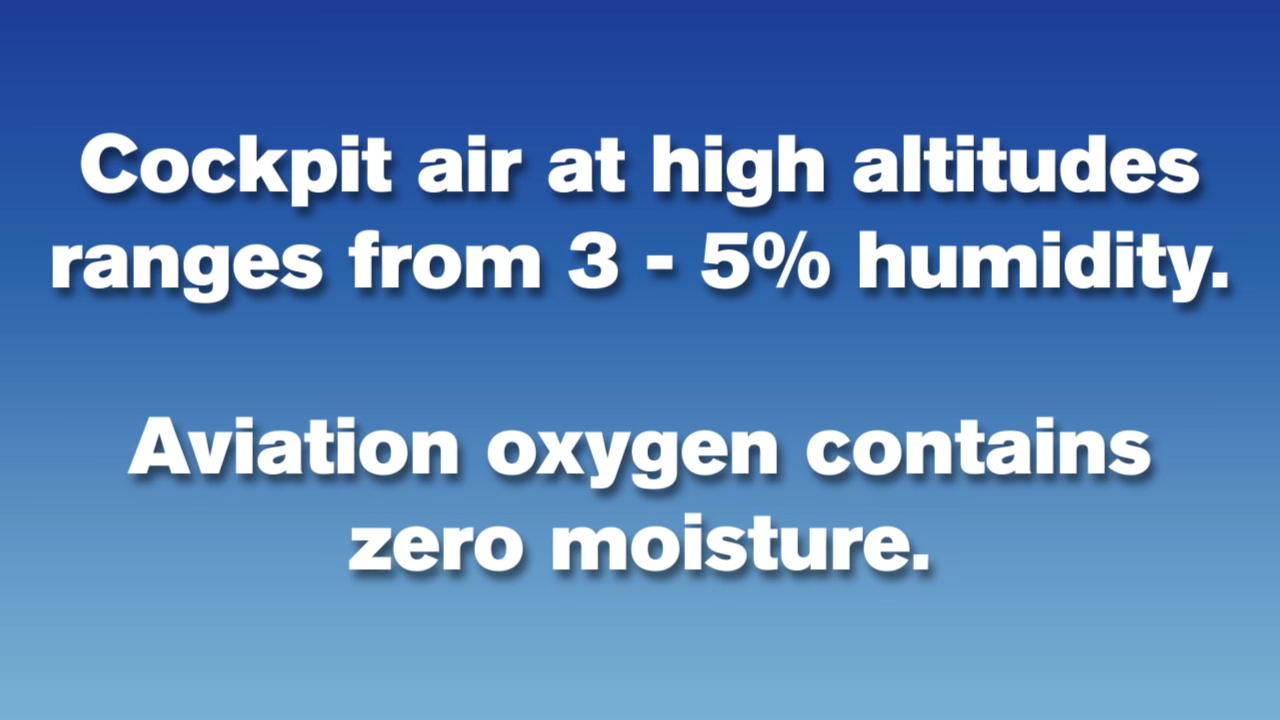 Cockpit air at high altitudes
ranges from 3 - 5% humidity.
Aviation oxygen contains
zero moisture.